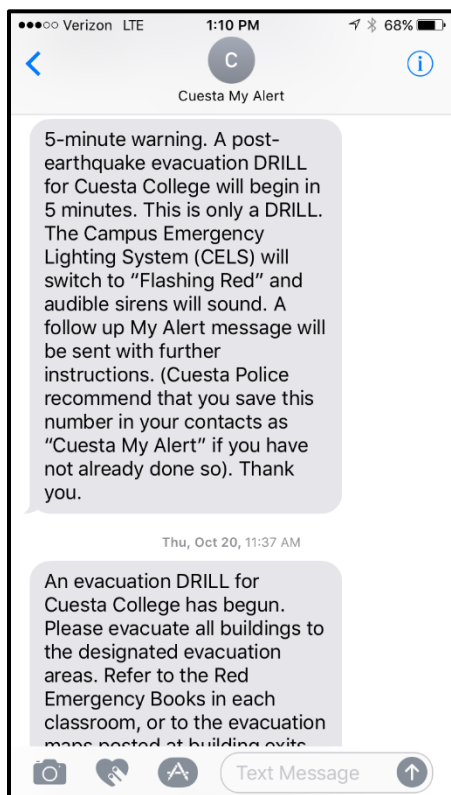 Verizon LTE 1:10 PM 68%
C
Cuesta My Alert
5-minute warning. A post-
earthquake evacuation DRILL
for Cuesta College will begin in
5 minutes. This is only a DRILL.
The Campus Emergency
Lighting System (CELS) will
switch to “Flashing Red” and
audible sirens will sound. A
follow up My Alert message will
be sent with further
instructions. (Cuesta Police
recommend that you save this
number in your contacts as
“Cuesta My Alert” if you have
not already done so). Thank
you.
Thu, Oct 20, 11:37 AM
An evacuation DRILL for
Cuesta College has begun.
Please evacuate all buildings to
the designated evacuation
areas. Refer to the Red
Emergency Books in each
classroom, or to the evacuation
maps posted at building exits
Text Message